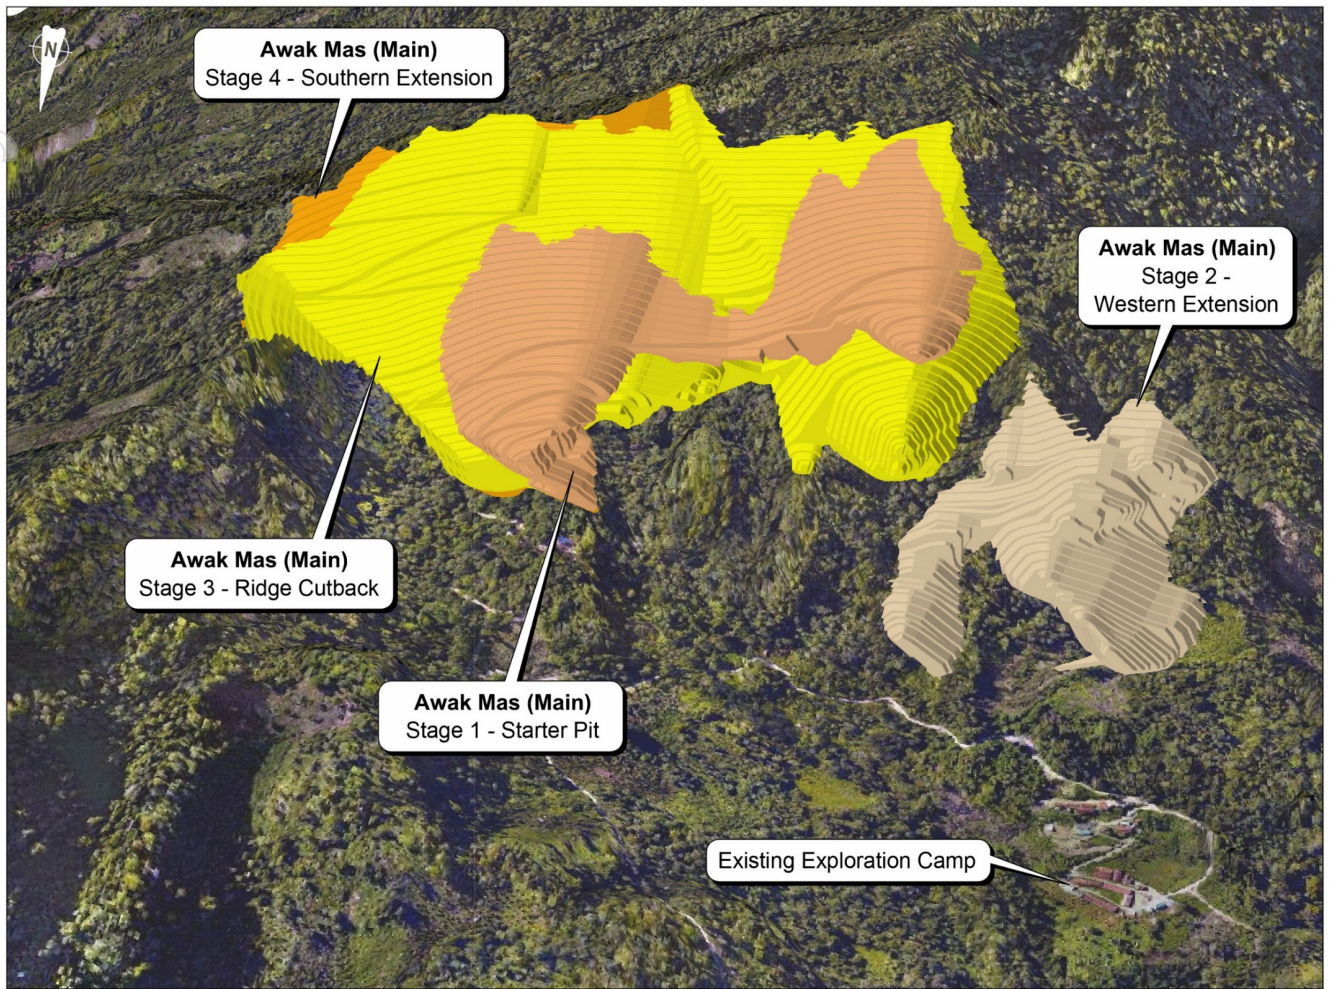 N
Awak Mas (Main)
Stage 4 - Southern Extension
Awak Mas (Main)
Stage 2 -
Western Extension
Awak Mas (Main)
Stage 3 - Ridge Cutback
Awak Mas (Main)
Stage 1 - Starter Pit
Existing Exploration Camp